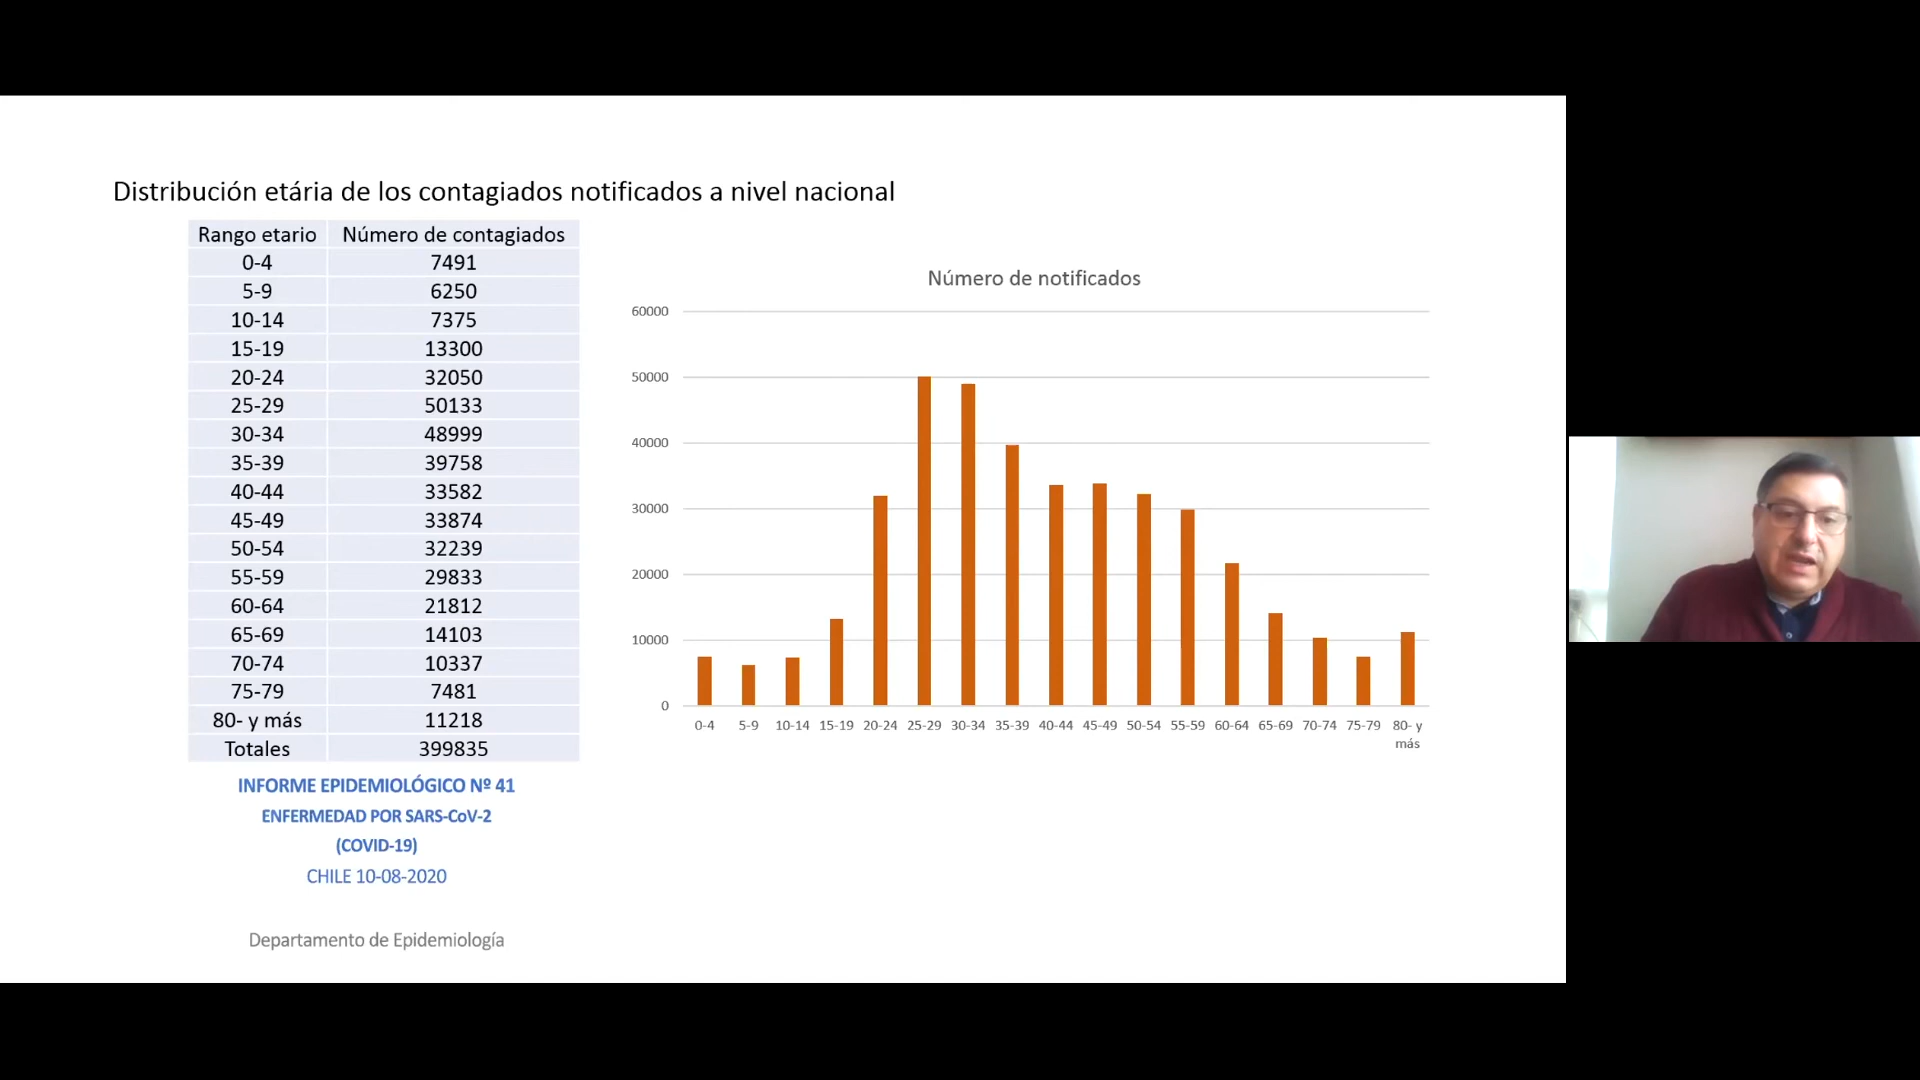 Distribución etária de los contagiados notificados a nivel nacional
Rango etario Número de contagiados
0-4 7491
5-9 6250
10-14 7375
15-19 13300
20-24 32050
25-29 50133
30-34 48999
35-39 39758
40-44 33582
45-49 33874
50-54 32239
55-59 29833
60-64 21812
65-69 14103
70-74 10337
75-79 7481
80- y más 11218
Totales 399835
INFORME EPIDEMIOLÓGICO Nº 41
ENFERMEDAD POR SARS-CoV-2
(COVID-19)
CHILE 10-08-2020
Departamento de Epidemiología
Número de notificados
60000
50000
40000
30000
20000
10000
0
0-4 5-9 10-14 15-19 20-24 25-29 30-34 35-39 40-44 45-49 50-54 55-59 60-64 65-69 70-74 75-79 80- y
más